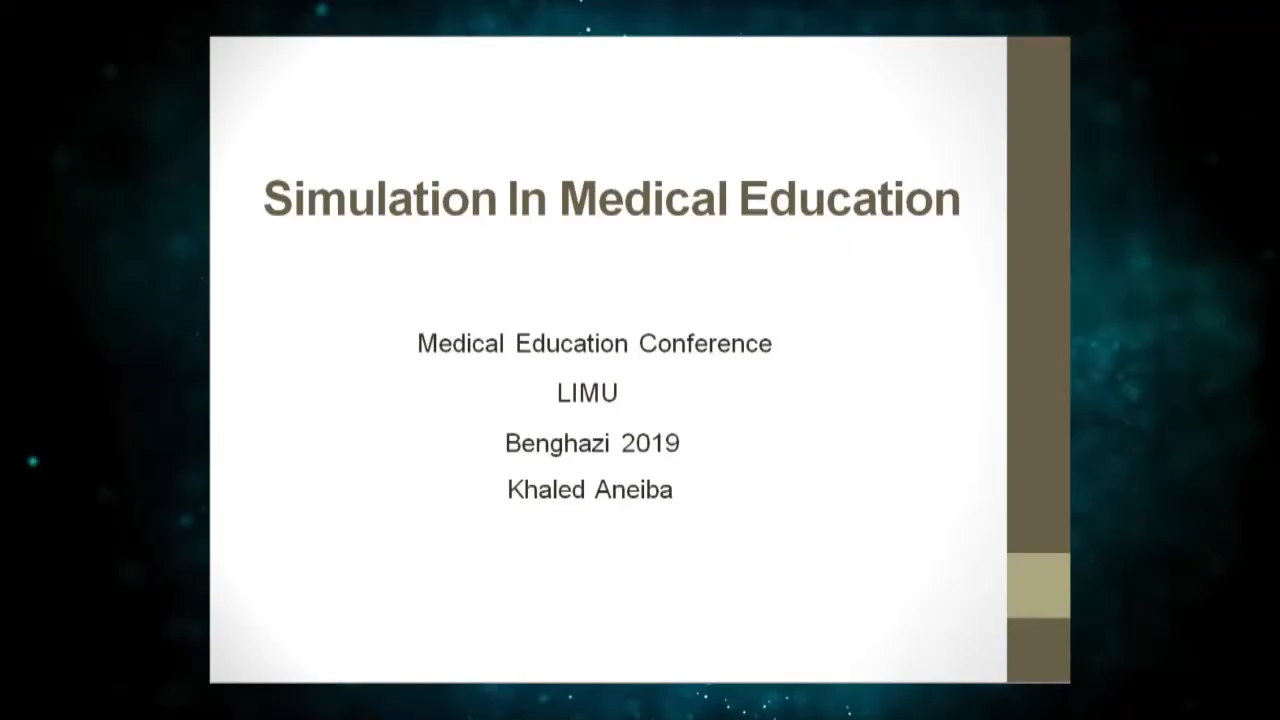 Simulation In Medical Education
Medical Education Conference
LIMU
Benghazi 2019
Khaled Aneiba